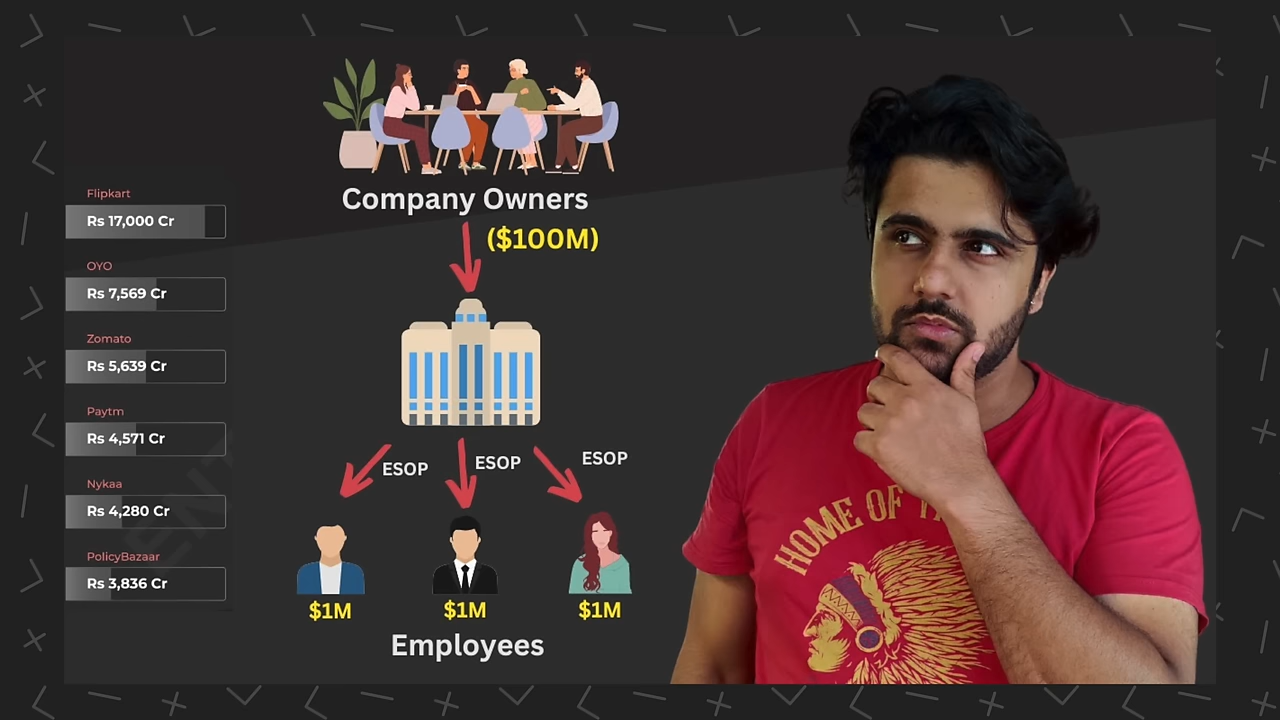 Flipkart
Rs 17,000 Cr
OYO
Rs 7,569 Cr
Zomato
Rs 5,639 Cr
Paytm
Rs 4,571 Cr
Nykaa
Rs 4,280 Cr
PolicyBazaar
Rs 3,836 Cr
Company Owners
($100M)
ESOP
ESOP
ESOP
$1M
$1M
$1M
Employees
HOME OF